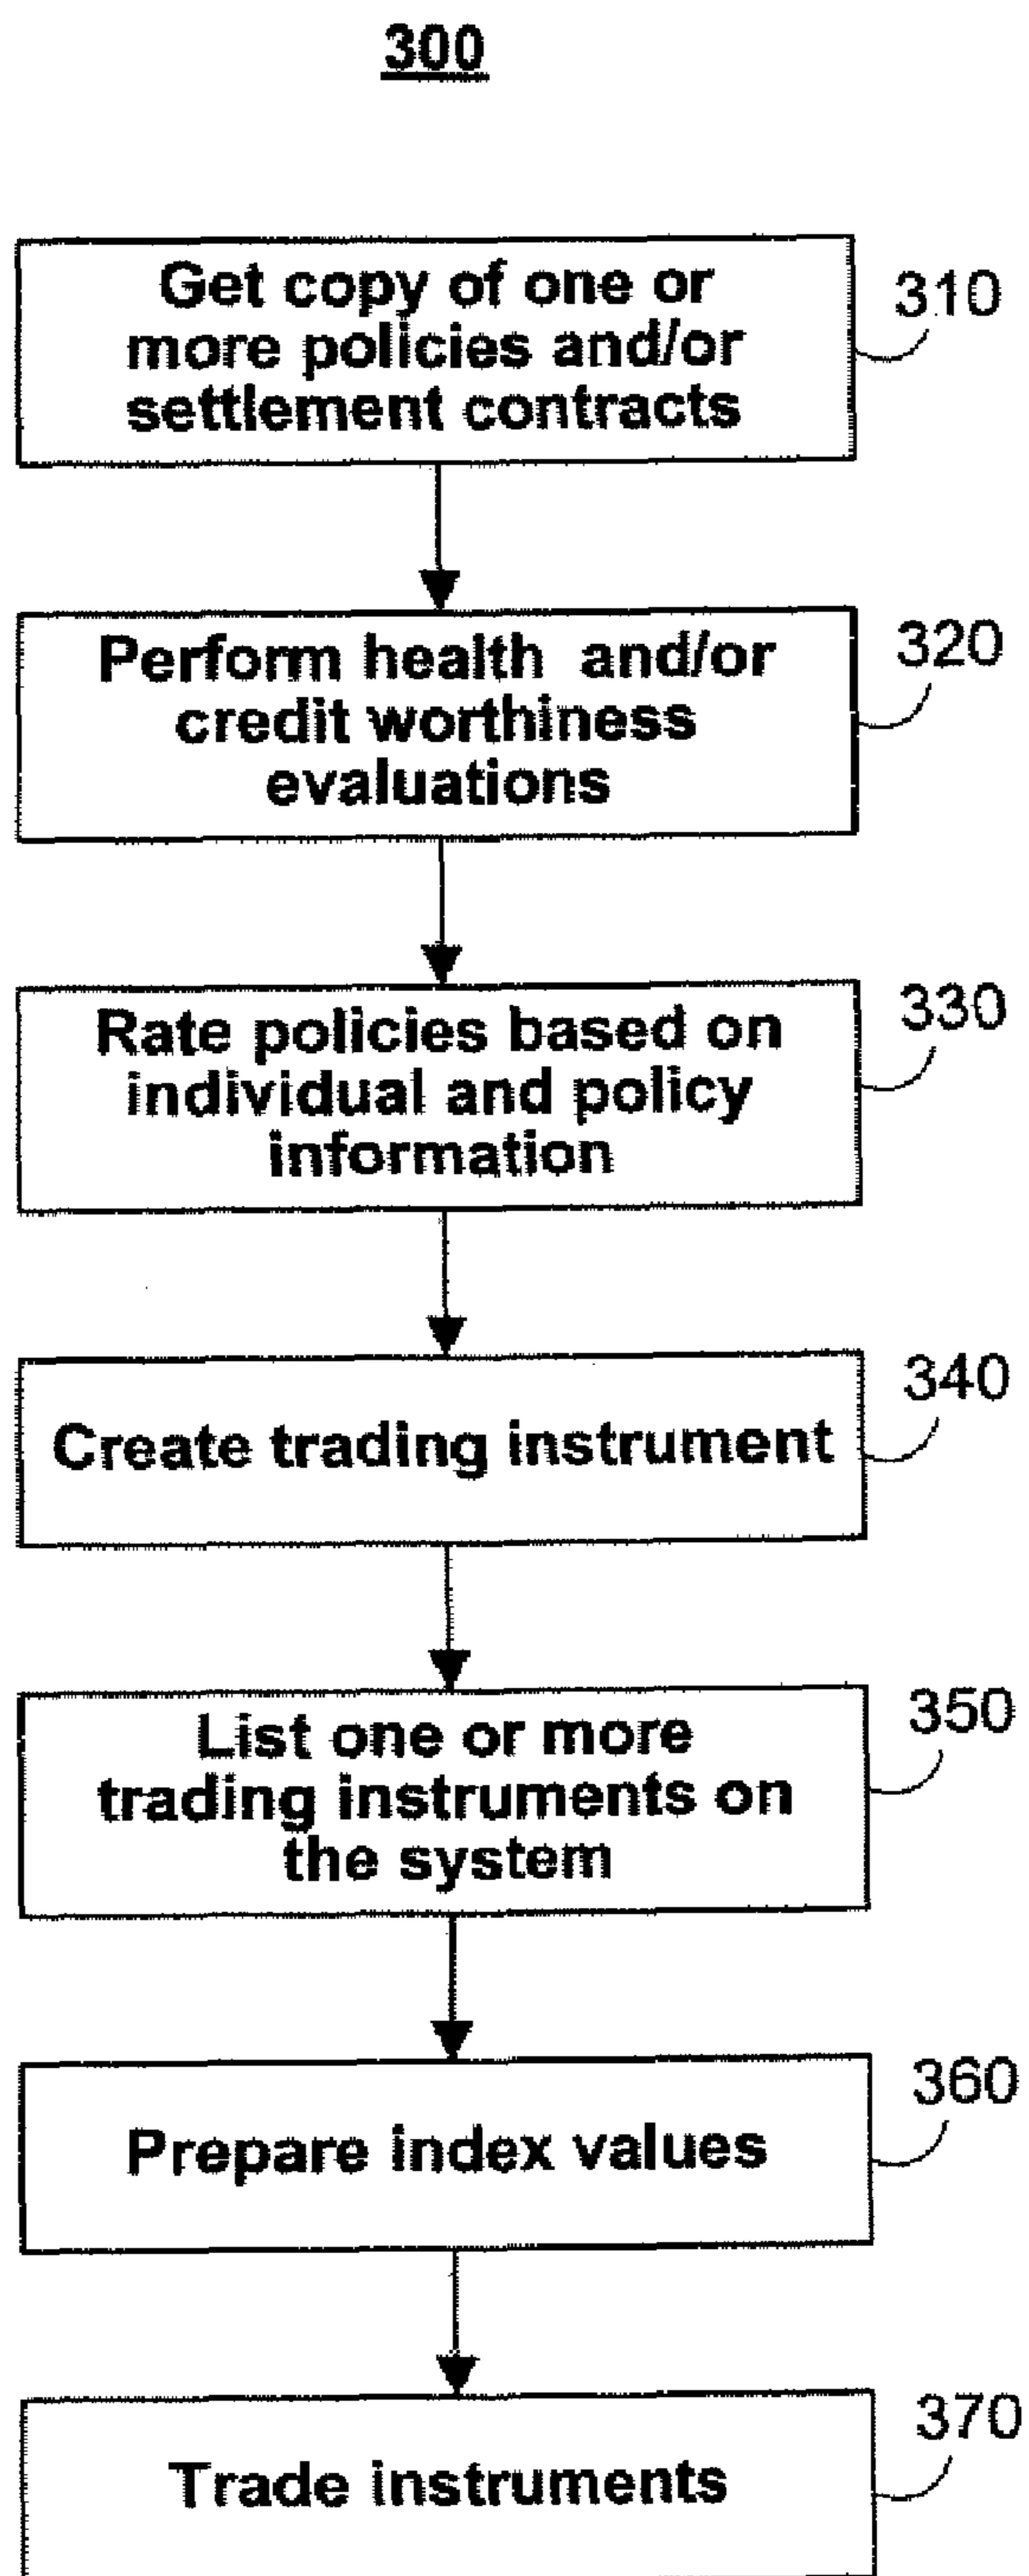 300
Get copy of one or
more policies and/or
settlement contracts
310
Perform health and/or
credit worthiness
evaluations
320
Rate policies based on
individual and policy
information
330
Create trading instrument
340
List one or more
trading instruments on
the system
350
Prepare index values
360
Trade instruments
370